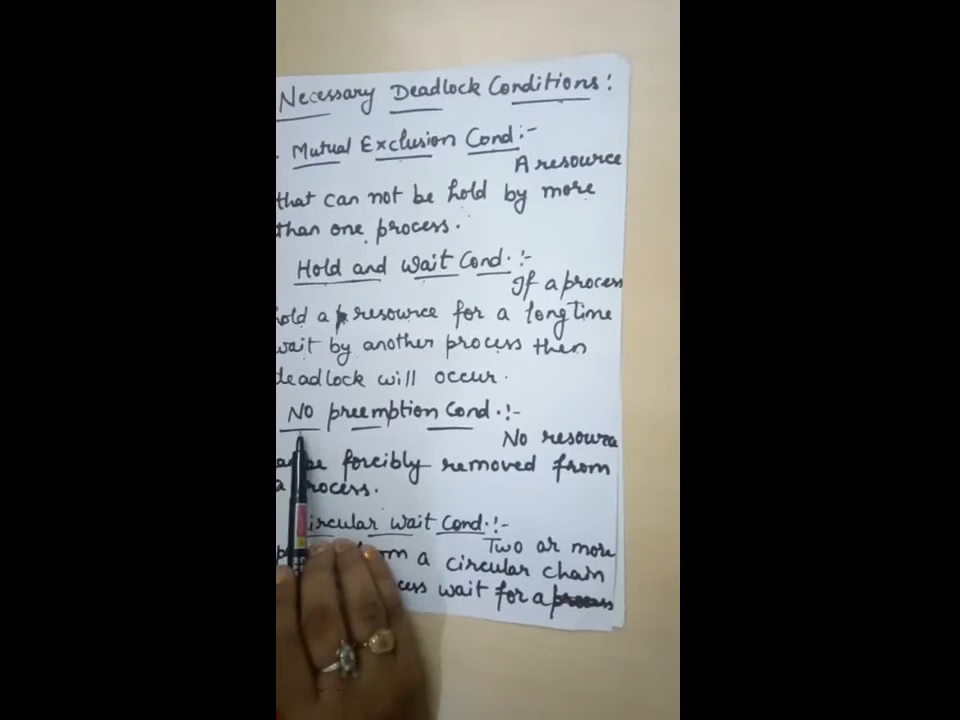 Necessary Deadlock Conditions:
Mutual Exclusion Cond:-
A resource
that can not be hold by more
than one process.
Hold and wait Cond.:-
If a process
hold a resource for a long time
wait by another process then
deadlock will occur.
No preemption Cond.:-
No resource
be forcibly removed from
a process.
Circular wait Cond.:-
Two or more
a circular chain
wait for a